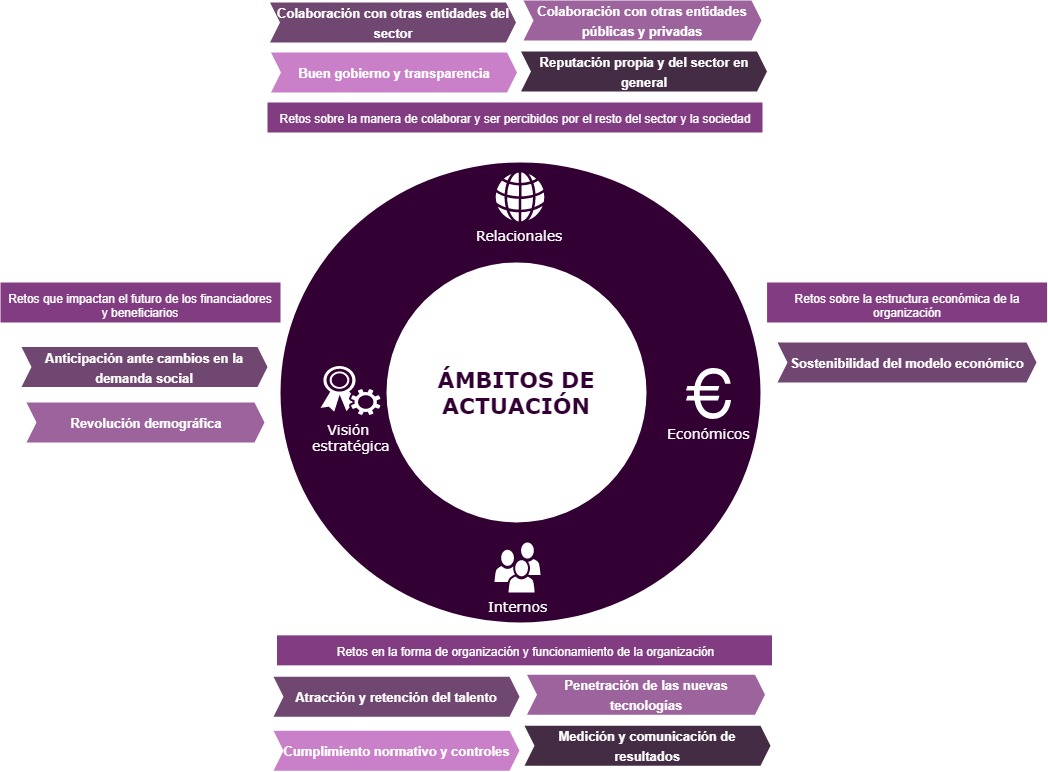 Colaboración con otras entidades del
sector
Colaboración con otras entidades
públicas y privadas
Buen gobierno y transparencia
Reputación propia y del sector en
general
Retos sobre la manera de colaborar y ser percibidos por el resto del sector y la sociedad
Relacionales
Retos que impactan el futuro de los financiadores
y beneficiarios
Anticipación ante cambios en la
demanda social
Revolución demográfica
Visión
estratégica
ÁMBITOS DE
ACTUACIÓN
€
Económicos
Retos sobre la estructura económica de la
organización
Sostenibilidad del modelo económico
Internos
Retos en la forma de organización y funcionamiento de la organización
Atracción y retención del talento
Penetración de las nuevas
tecnologías
Cumplimiento normativo y controles
Medición y comunicación de
resultados